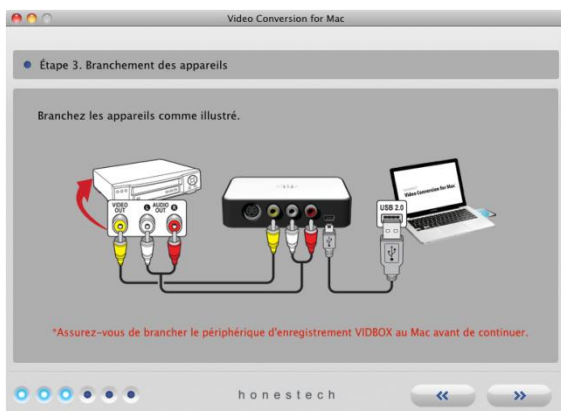 Video Conversion for Mac
Étape 3. Branchement des appareils
Branchez les appareils comme illustré.
VIDEO OUT
L AUDIO OUT R
USB 2.0
Video Conversion for Mac
*Assurez-vous de brancher le périphérique d'enregistrement VIDBOX au Mac avant de continuer.
honestech